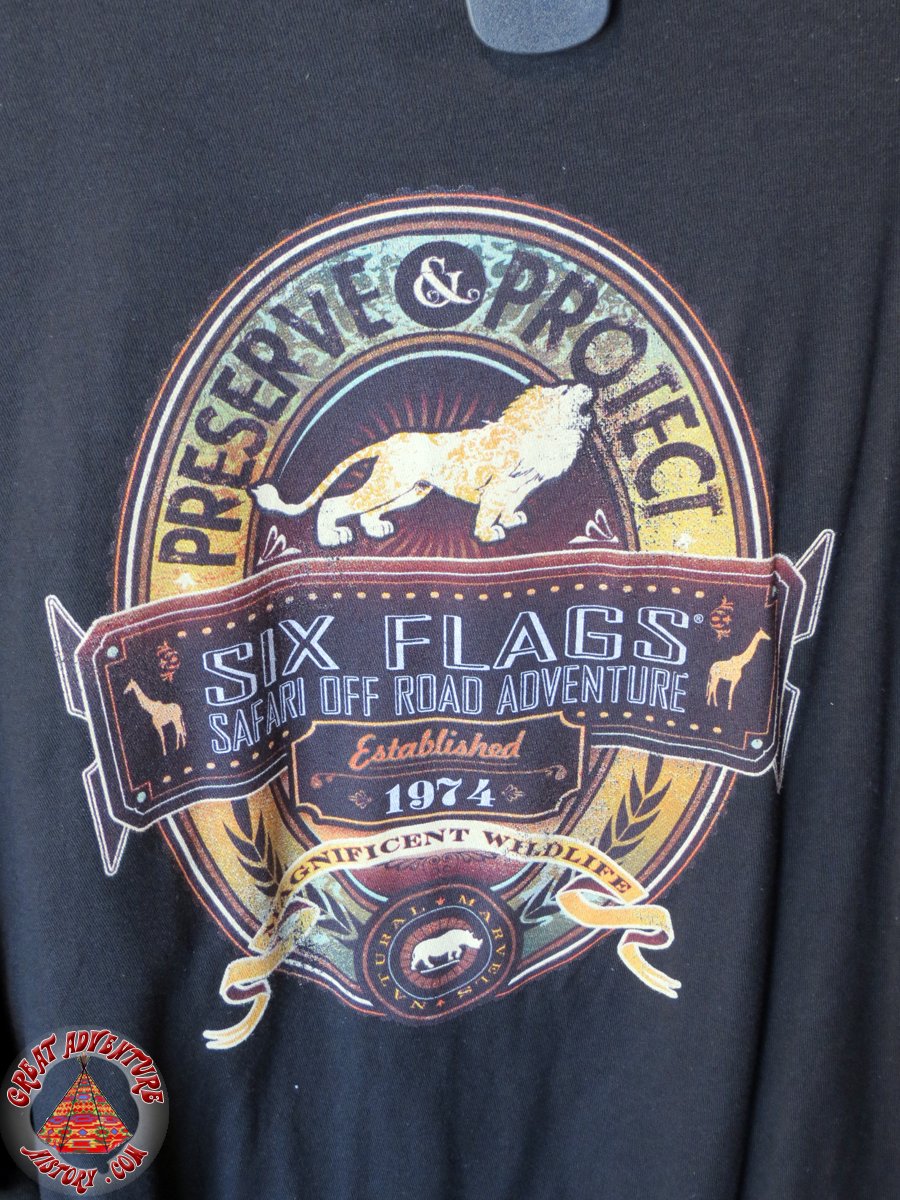 PRESERVE & PROTECT
SIX FLAGS®
SAFARI OFF ROAD ADVENTURE
Established
1974
MAGNIFICENT WILDLIFE
NATURAL MARVELS
GREAT ADVENTURE
HISTORY .COM